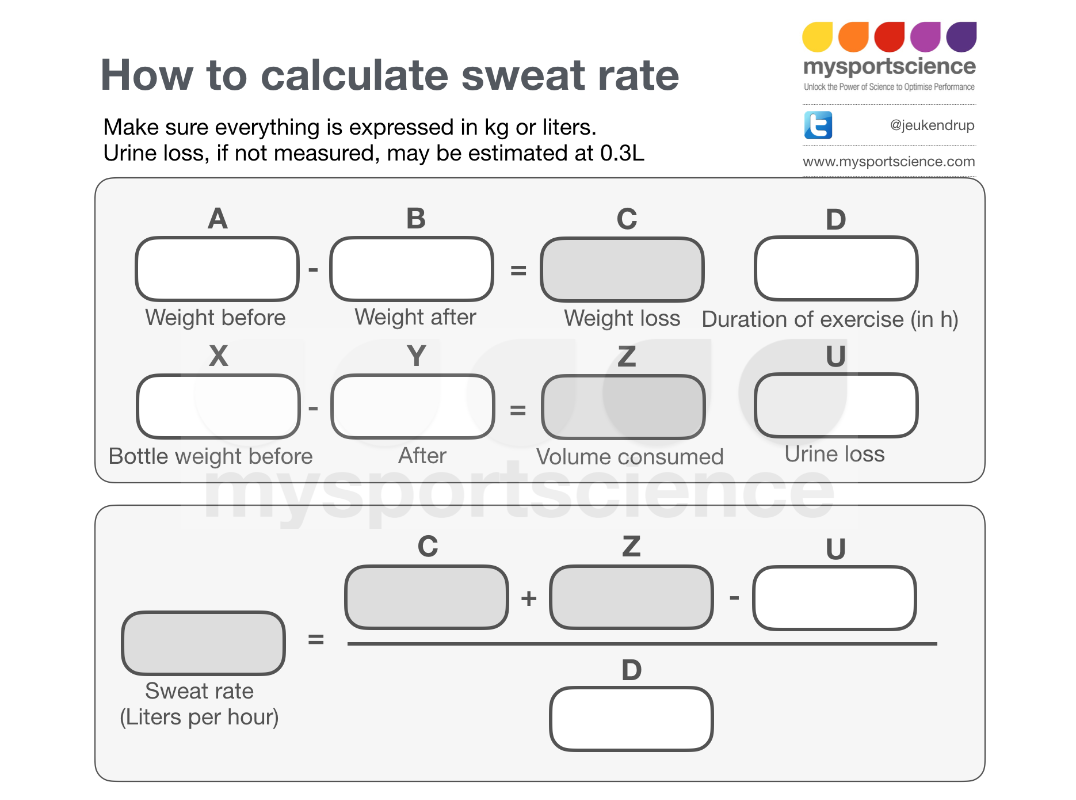 How to calculate sweat rate
mysportscience
Unlock the Power of Science to Optimise Performance
@jeukendrup
www.mysportscience.com
Make sure everything is expressed in kg or liters.
Urine loss, if not measured, may be estimated at 0.3L
A B C D
- =
Weight before Weight after Weight loss Duration of exercise (in h)
X Y Z U
- =
Bottle weight before After Volume consumed Urine loss
mysportscience
C Z U
+ -
=
D
Sweat rate
(Liters per hour)